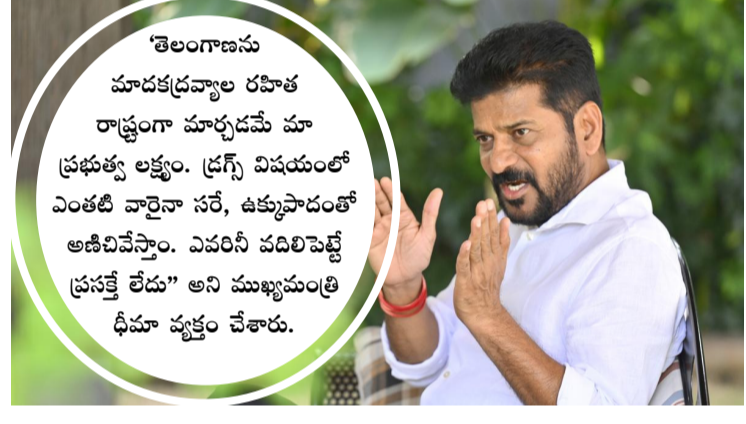 ‘తెలంగాణను
మాదకద్రవ్యాల రహిత
రాష్ట్రంగా మార్చడమే మా
ప్రభుత్వ లక్ష్యం. డ్రగ్స్ విషయంలో
ఎంతటి వారైనా సరే, ఉక్కుపాదంతో
అణిచివేస్తాం. ఎవరినీ వదిలిపెట్టే
ప్రసక్తే లేదు” అని ముఖ్యమంత్రి
ధీమా వ్యక్తం చేశారు.